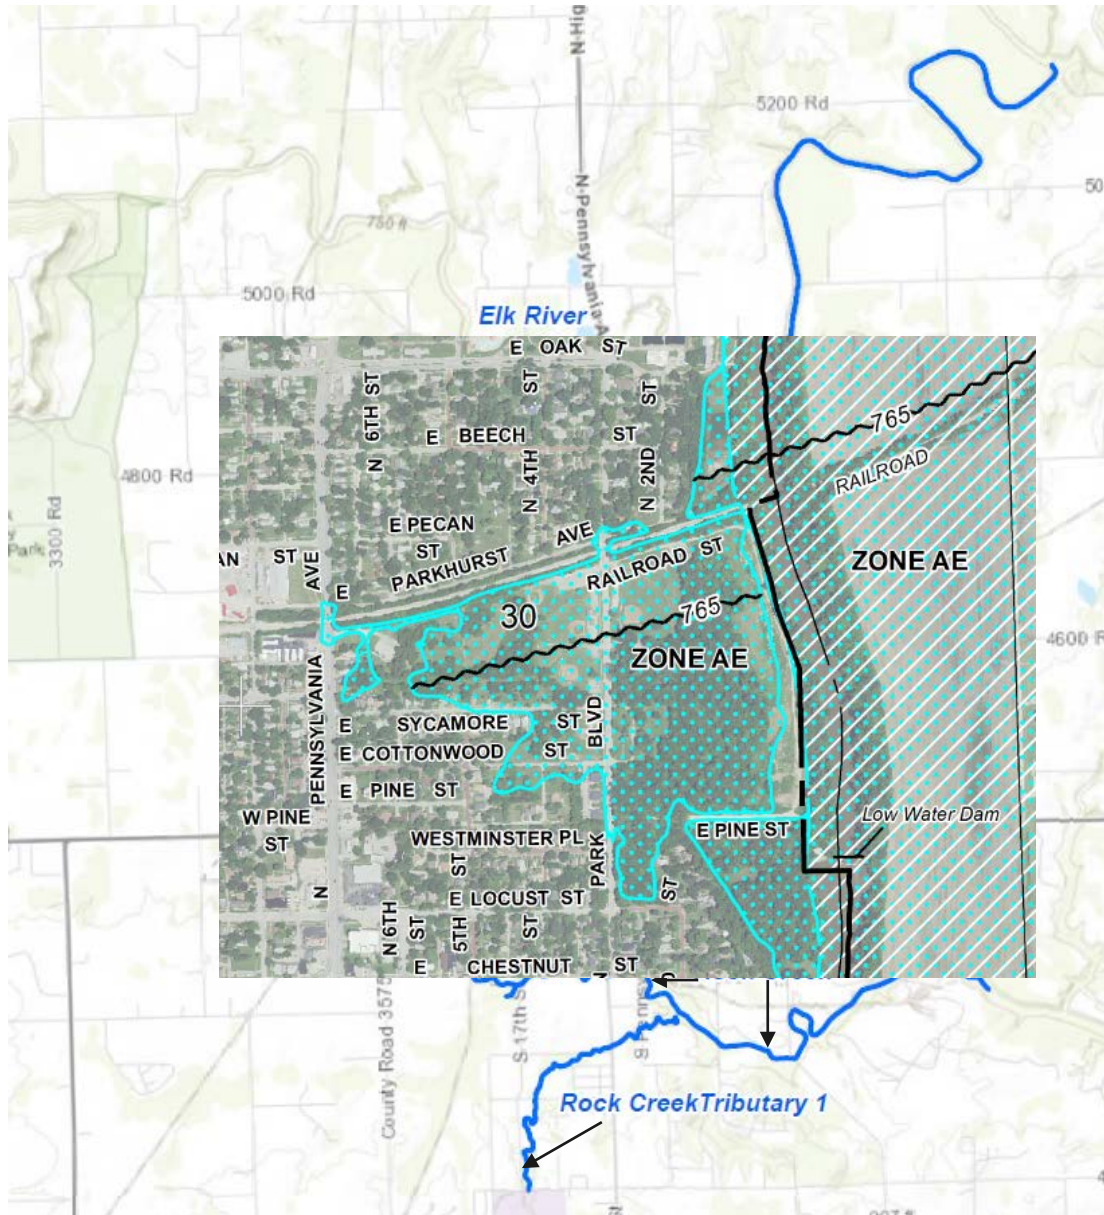 N Hi
5200 Rd
50
N Pennsylvania A
750 ft
5000 Rd
Elk River
E OAK ST
N 6TH ST
ST
ST
765
E BEECH ST
4800 Rd
N 4TH
N 2ND
RAILROAD
3300 Rd
Park
E PECAN ST
AVE
PARKHURST
AN ST
AVE
E
RAILROAD ST
ZONE AE
30
765
4600
ZONE AE
PENNSYLVANIA
E SYCAMORE ST
BLVD
E COTTONWOOD ST
E PINE ST
W PINE ST
E PINE ST
Low Water Dam
WESTMINSTER PL
PARK
ST
E LOCUST ST
ST
N
N 6TH ST
5TH
ST
E CHESTNUT ST
County Road 3575
S 17th S
S Pennsy
Rock CreekTributary 1